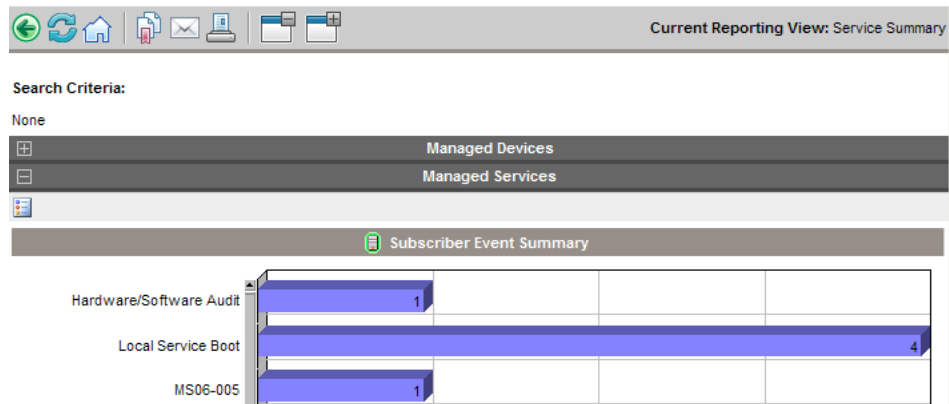 Current Reporting View: Service Summary
Search Criteria:
None
Managed Devices
Managed Services
Subscriber Event Summary
Hardware/Software Audit 1
Local Service Boot 4
MS06-005 1